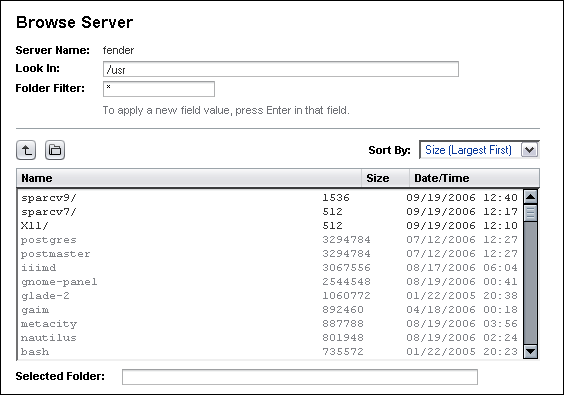 Browse Server
Server Name: fender
Look In: /usr
Folder Filter: *
To apply a new field value, press Enter in that field.
Sort By: Size (Largest First)
Name Size Date/Time
sparcv9/ 1536 09/19/2006 12:40
sparcv7/ 512 09/19/2006 12:17
X11/ 512 09/19/2006 12:10
postgres 3294784 07/12/2006 12:27
postmaster 3294784 07/12/2006 12:27
iiimd 3067556 08/17/2006 06:04
gnome-panel 2544548 08/19/2006 00:41
glade-2 1060772 01/22/2005 20:38
gaim 892460 04/18/2006 00:18
metacity 887788 08/19/2006 03:56
nautilus 801948 08/19/2006 02:24
bash 735572 01/22/2005 20:23
Selected Folder: